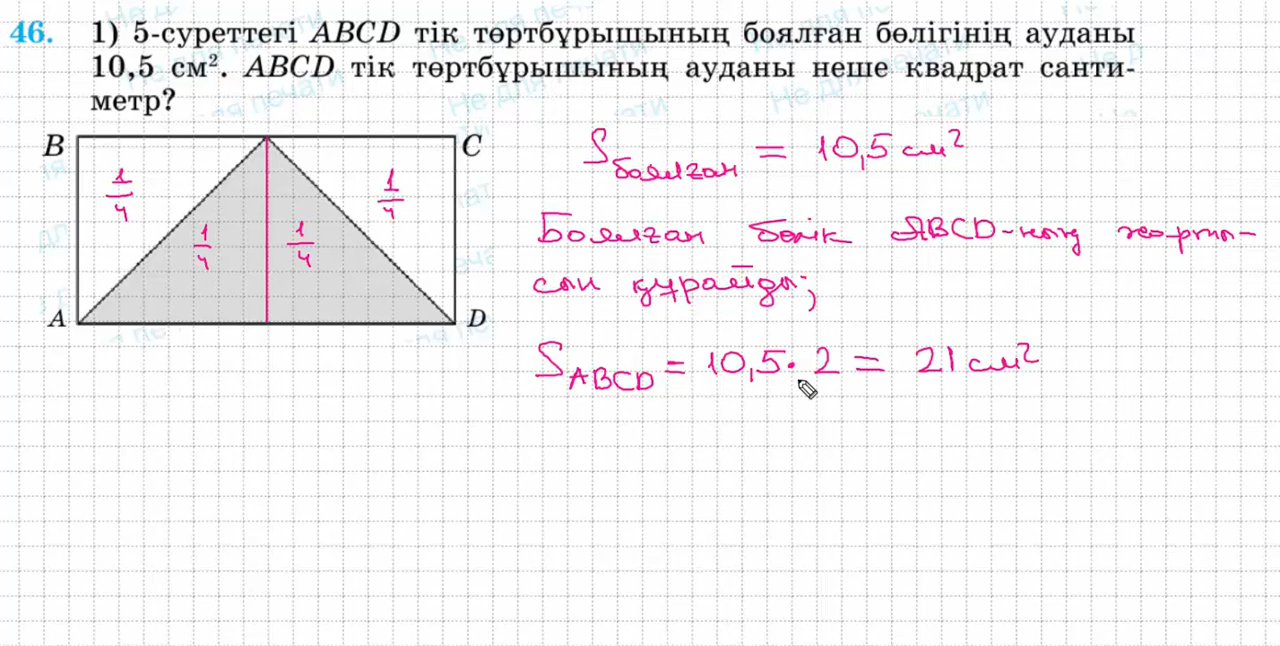 46. 1) 5-суреттегі ABCD тік төртбұрышының боялған бөлігінің ауданы
10,5 см². ABCD тік төртбұрышының ауданы неше квадрат санти-
метр?
B
C
1/4
1/4
1/4
1/4
A
D
S боялған = 10,5 см²
Боялған бөлік ABCD-ның жарты-
сын құрайды;
S ABCD = 10,5 · 2 = 21 см²